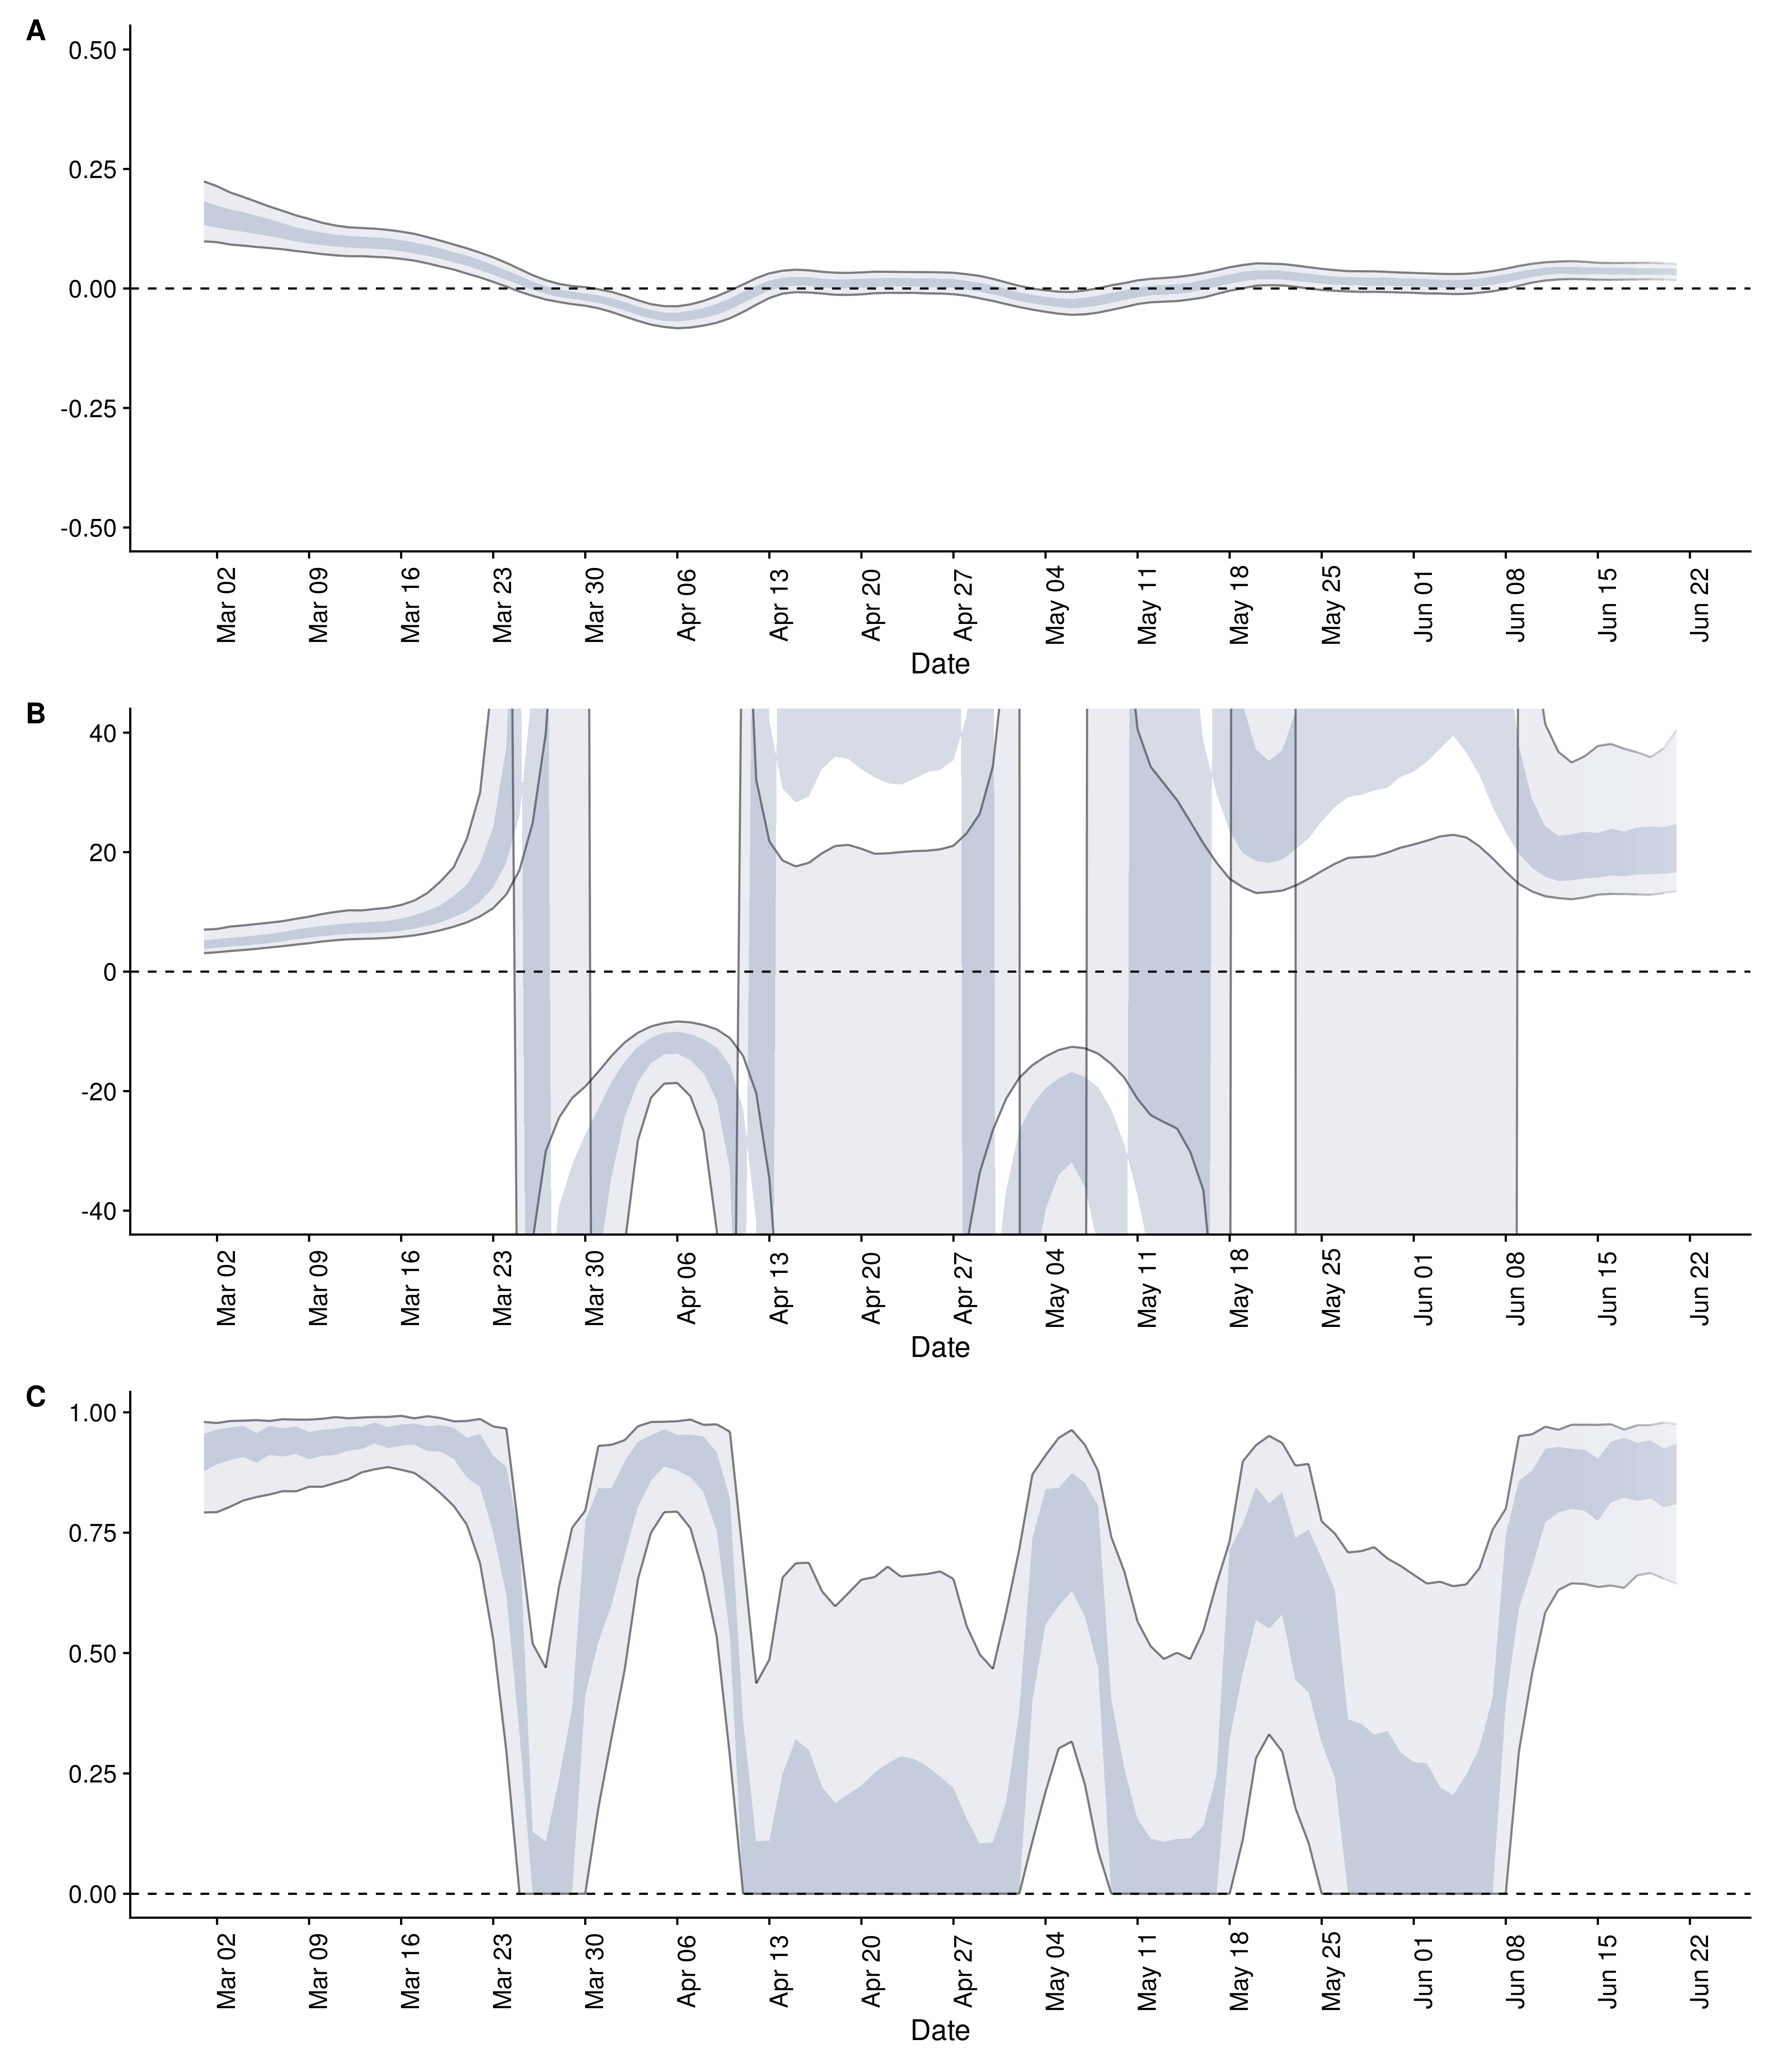 A
0.50
0.25
0.00
-0.25
-0.50
Mar 02
Mar 09
Mar 16
Mar 23
Mar 30
Apr 06
Apr 13
Apr 20
Apr 27
May 04
May 11
May 18
May 25
Jun 01
Jun 08
Jun 15
Jun 22
Date
B
40
20
0
-20
-40
Mar 02
Mar 09
Mar 16
Mar 23
Mar 30
Apr 06
Apr 13
Apr 20
Apr 27
May 04
May 11
May 18
May 25
Jun 01
Jun 08
Jun 15
Jun 22
Date
C
1.00
0.75
0.50
0.25
0.00
Mar 02
Mar 09
Mar 16
Mar 23
Mar 30
Apr 06
Apr 13
Apr 20
Apr 27
May 04
May 11
May 18
May 25
Jun 01
Jun 08
Jun 15
Jun 22
Date